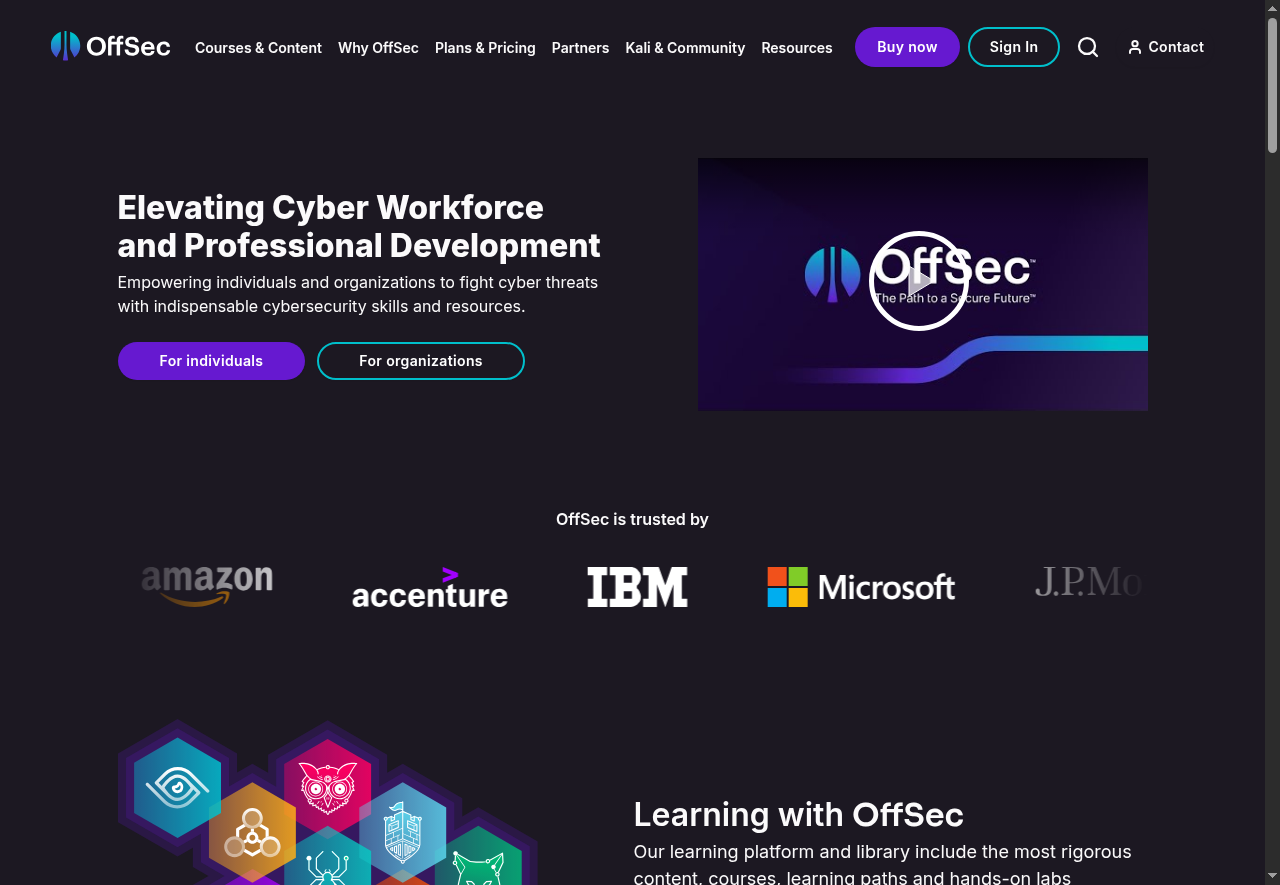 OffSec
Courses & Content
Why OffSec
Plans & Pricing
Partners
Kali & Community
Resources
Buy now
Sign In
Contact
Elevating Cyber Workforce
and Professional Development
Empowering individuals and organizations to fight cyber threats
with indispensable cybersecurity skills and resources.
For individuals
For organizations
OffSec™
The Path to a Secure Future™
OffSec is trusted by
amazon
accenture
IBM
Microsoft
J.P.Mo
Learning with OffSec
Our learning platform and library include the most rigorous
content, courses, learning paths and hands-on labs